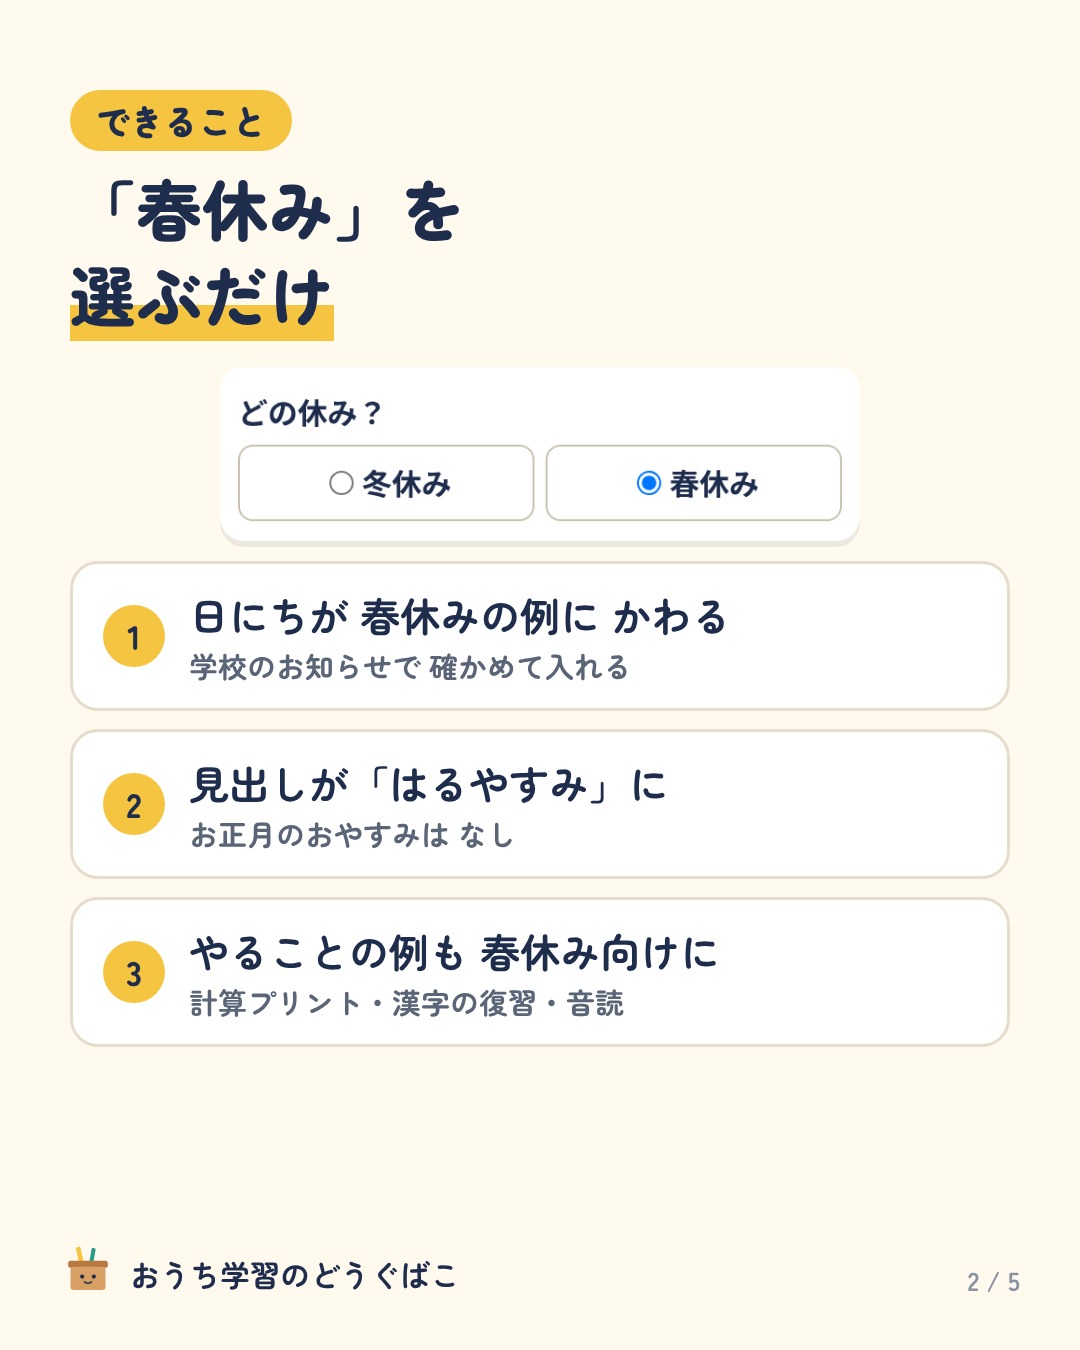 できること
「春休み」を
選ぶだけ
どの休み？
冬休み 春休み
1
日にちが 春休みの例に かわる
学校のお知らせで 確かめて入れる
2
見出しが「はるやすみ」に
お正月のおやすみは なし
3
やることの例も 春休み向けに
計算プリント・漢字の復習・音読
おうち学習のどうぐばこ
2 / 5